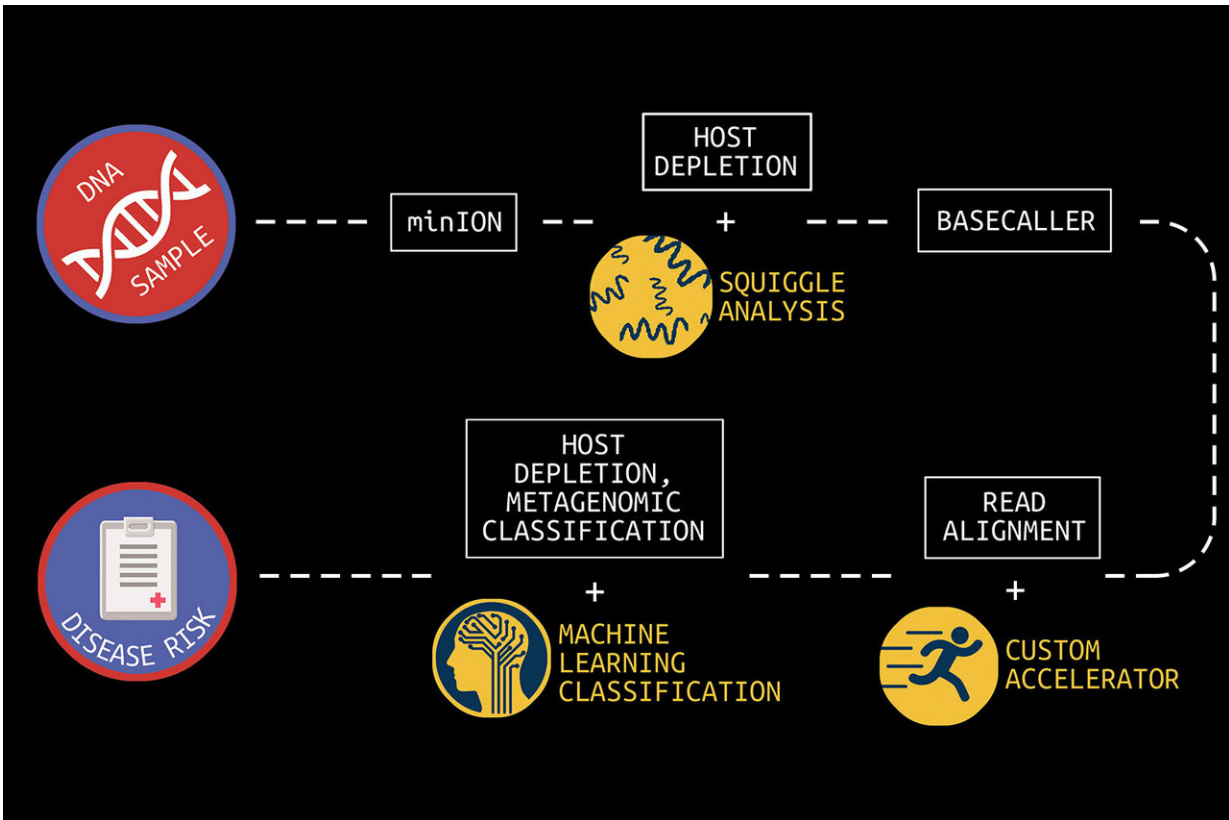 DNA
SAMPLE
minION
HOST
DEPLETION
+
SQUIGGLE
ANALYSIS
BASECALLER
READ
ALIGNMENT
+
CUSTOM
ACCELERATOR
HOST
DEPLETION,
METAGENOMIC
CLASSIFICATION
+
MACHINE
LEARNING
CLASSIFICATION
DISEASE RISK